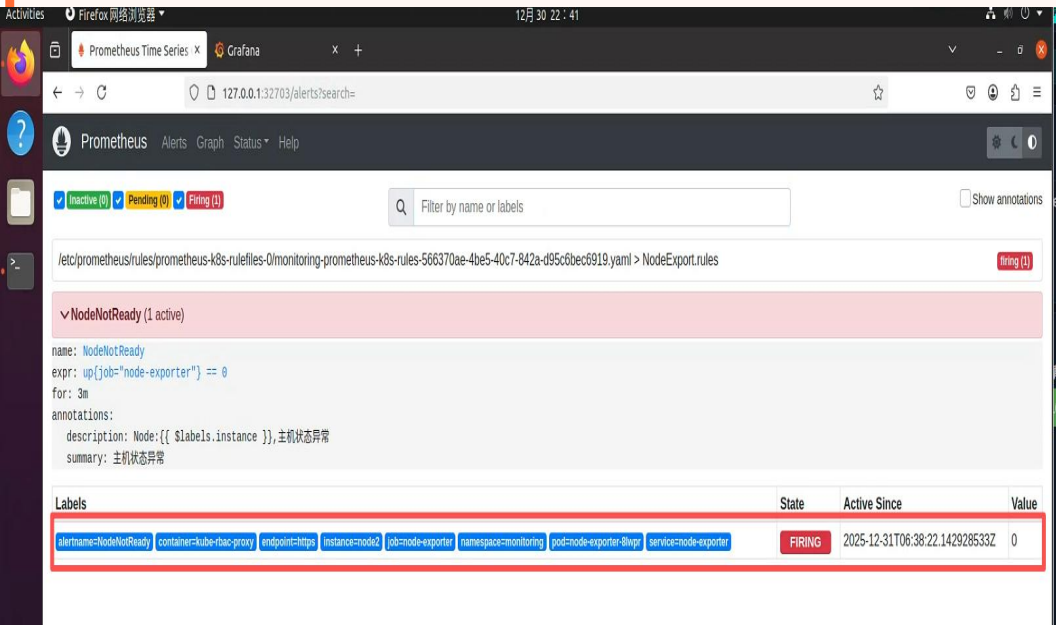 Activities Firefox 网络浏览器 12月 30 22：41
Prometheus Time Series × Grafana × +
127.0.0.1:32703/alerts?search=
Prometheus Alerts Graph Status Help
Inactive (0) Pending (0) Firing (1) Filter by name or labels Show annotations
/etc/prometheus/rules/prometheus-k8s-rulefiles-0/monitoring-prometheus-k8s-rules-566370ae-4be5-40c7-842a-d95c6bec6919.yaml > NodeExport.rules firing (1)
NodeNotReady (1 active)
name: NodeNotReady
expr: up{job="node-exporter"} == 0
for: 3m
annotations:
description: Node:{{ $labels.instance }},主机状态异常
summary: 主机状态异常
Labels State Active Since Value
alertname=NodeNotReady container=kube-rbac-proxy endpoint=https instance=node2 job=node-exporter namespace=monitoring pod=node-exporter-8lwpr service=node-exporter FIRING 2025-12-31T06:38:22.142928533Z 0